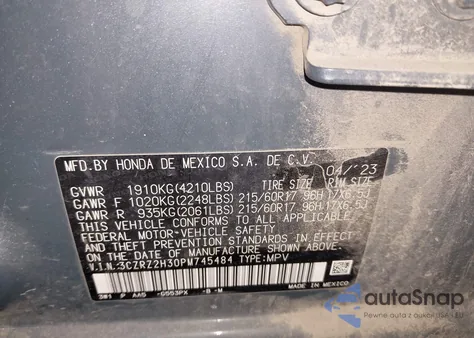 MFD.BY HONDA DE MEXICO S.A. DE C.V.
04/23
GVWR 1910KG(4210LBS) TIRE SIZE RIM SIZE
GAWR F 1020KG(2248LBS) 215/60R17 96H 17X6.5J
GAWR R 935KG(2061LBS) 215/60R17 96H 17X6.5J
THIS VEHICLE CONFORMS TO ALL APPLICABLE
FEDERAL MOTOR-VEHICLE SAFETY
STANDARDS IN EFFECT ON THE DATE OF
MANUFACTURE SHOWN ABOVE.
V.I.N.:3CZRZ2H30PM745484 TYPE:MPV
MADE IN MEXICO
autoSnap
Pewne auto z USA